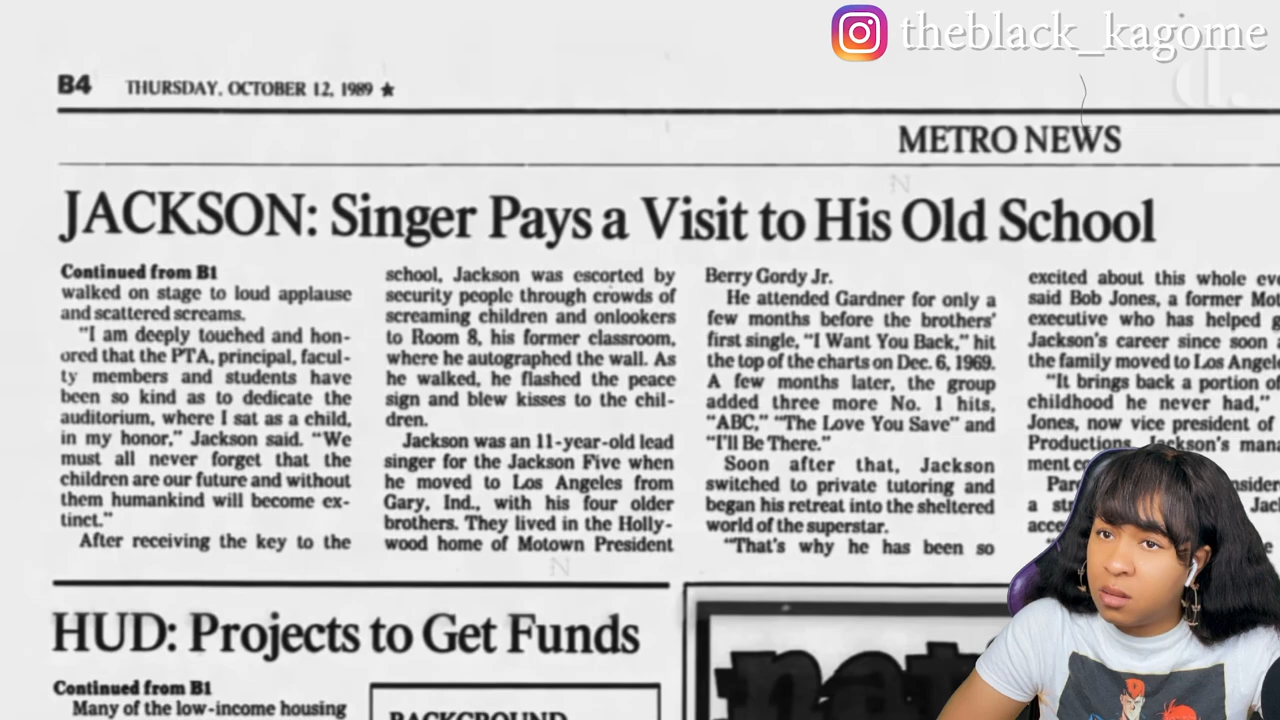 theblack_kagome
B4 THURSDAY, OCTOBER 12, 1989 ★
METRO NEWS
JACKSON: Singer Pays a Visit to His Old School
Continued from B1
walked on stage to loud applause
and scattered screams.
"I am deeply touched and hon-
ored that the PTA, principal, facul-
ty members and students have
been so kind as to dedicate the
auditorium, where I sat as a child,
in my honor," Jackson said. "We
must all never forget that the
children are our future and without
them humankind will become ex-
tinct."
After receiving the key to the
school, Jackson was escorted by
security people through crowds of
screaming children and onlookers
to Room 8, his former classroom,
where he autographed the wall. As
he walked, he flashed the peace
sign and blew kisses to the chil-
dren.
Jackson was an 11-year-old lead
singer for the Jackson Five when
he moved to Los Angeles from
Gary, Ind., with his four older
brothers. They lived in the Holly-
wood home of Motown President
Berry Gordy Jr.
He attended Gardner for only a
few months before the brothers'
first single, "I Want You Back," hit
the top of the charts on Dec. 6, 1969.
A few months later, the group
added three more No. 1 hits,
"ABC," "The Love You Save" and
"I'll Be There."
Soon after that, Jackson
switched to private tutoring and
began his retreat into the sheltered
world of the superstar.
"That's why he has been so
excited about this whole
said Bob Jones, a former
executive who has helped
Jackson's career since soon
the family moved to Los
"It brings back a portion of
childhood he never had,"
Jones, now vice president of
Productions, Jackson's
ment
a
HUD: Projects to Get Funds
Continued from B1
Many of the low-income housing
BACKGROUND